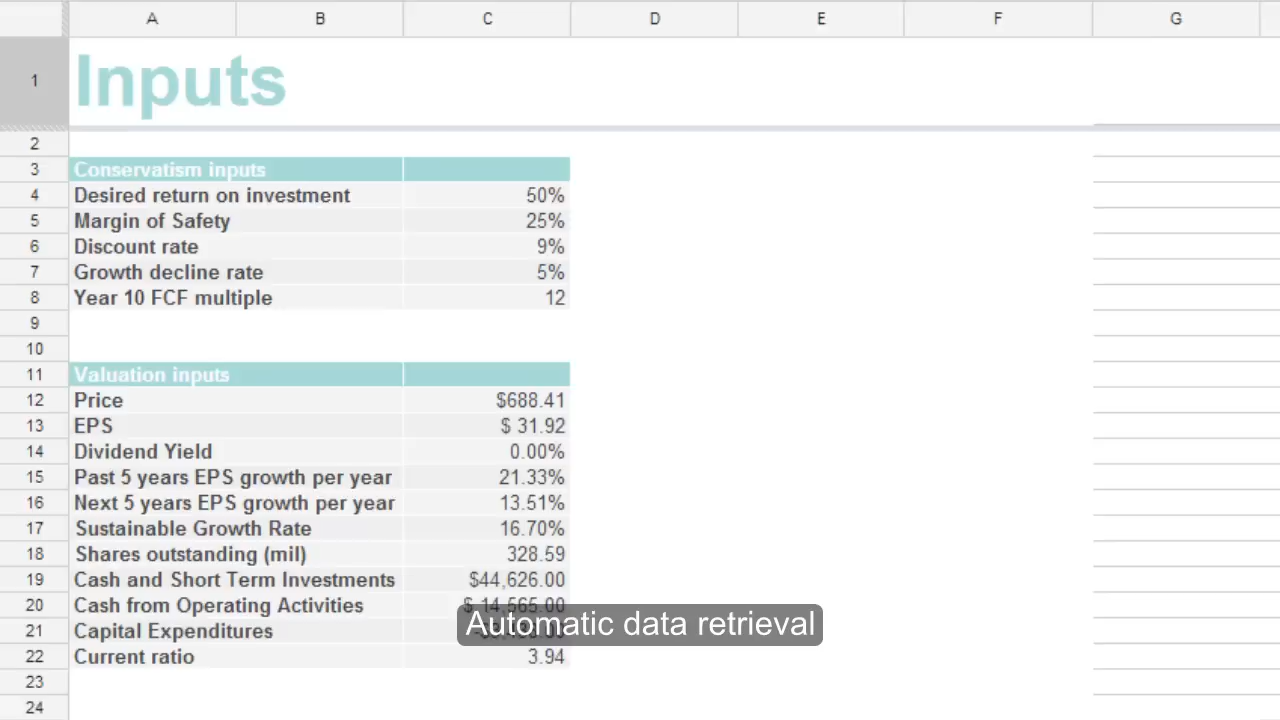 A B C D E F G
1 Inputs
2
3 Conservatism inputs
4 Desired return on investment 50%
5 Margin of Safety 25%
6 Discount rate 9%
7 Growth decline rate 5%
8 Year 10 FCF multiple 12
9
10
11 Valuation inputs
12 Price $688.41
13 EPS $ 31.92
14 Dividend Yield 0.00%
15 Past 5 years EPS growth per year 21.33%
16 Next 5 years EPS growth per year 13.51%
17 Sustainable Growth Rate 16.70%
18 Shares outstanding (mil) 328.59
19 Cash and Short Term Investments $44,626.00
20 Cash from Operating Activities $ 14,565.00
21 Capital Expenditures
Automatic data retrieval
22 Current ratio 3.94
23
24